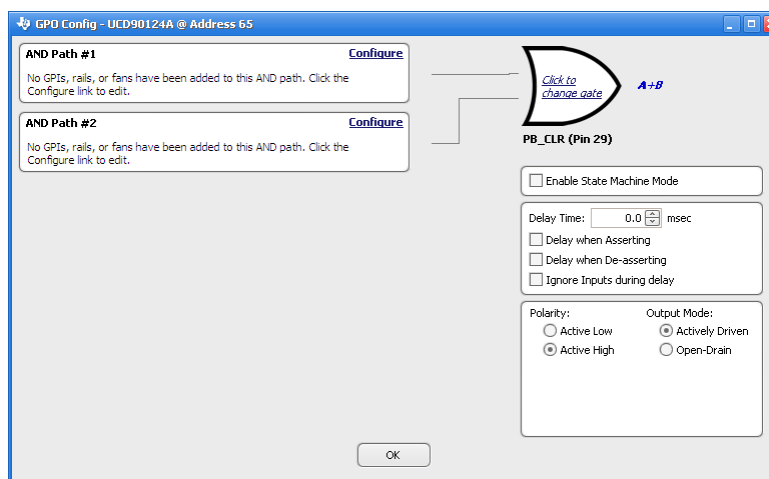 GPO Config - UCD90124A @ Address 65
AND Path #1 Configure
No GPIs, rails, or fans have been added to this AND path. Click the
Configure link to edit.
AND Path #2 Configure
No GPIs, rails, or fans have been added to this AND path. Click the
Configure link to edit.
Click to
change gate
A+B
PB_CLR (Pin 29)
Enable State Machine Mode
Delay Time: 0.0 msec
Delay when Asserting
Delay when De-asserting
Ignore Inputs during delay
Polarity: Output Mode:
Active Low Actively Driven
Active High Open-Drain
OK